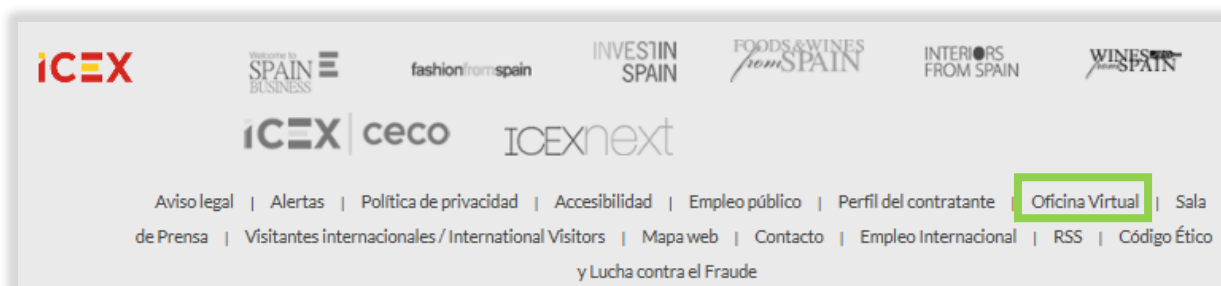 icex
Welcome to
SPAIN
BUSINESS
fashionfromspain
INVESTIN
SPAIN
FOODS&WINES
fromSPAIN
INTERIORS
FROM SPAIN
WINES
fromSPAIN
icex | ceco
ICEXnext
Aviso legal | Alertas | Política de privacidad | Accesibilidad | Empleo público | Perfil del contratante | Oficina Virtual | Sala
de Prensa | Visitantes internacionales / International Visitors | Mapa web | Contacto | Empleo Internacional | RSS | Código Ético
y Lucha contra el Fraude